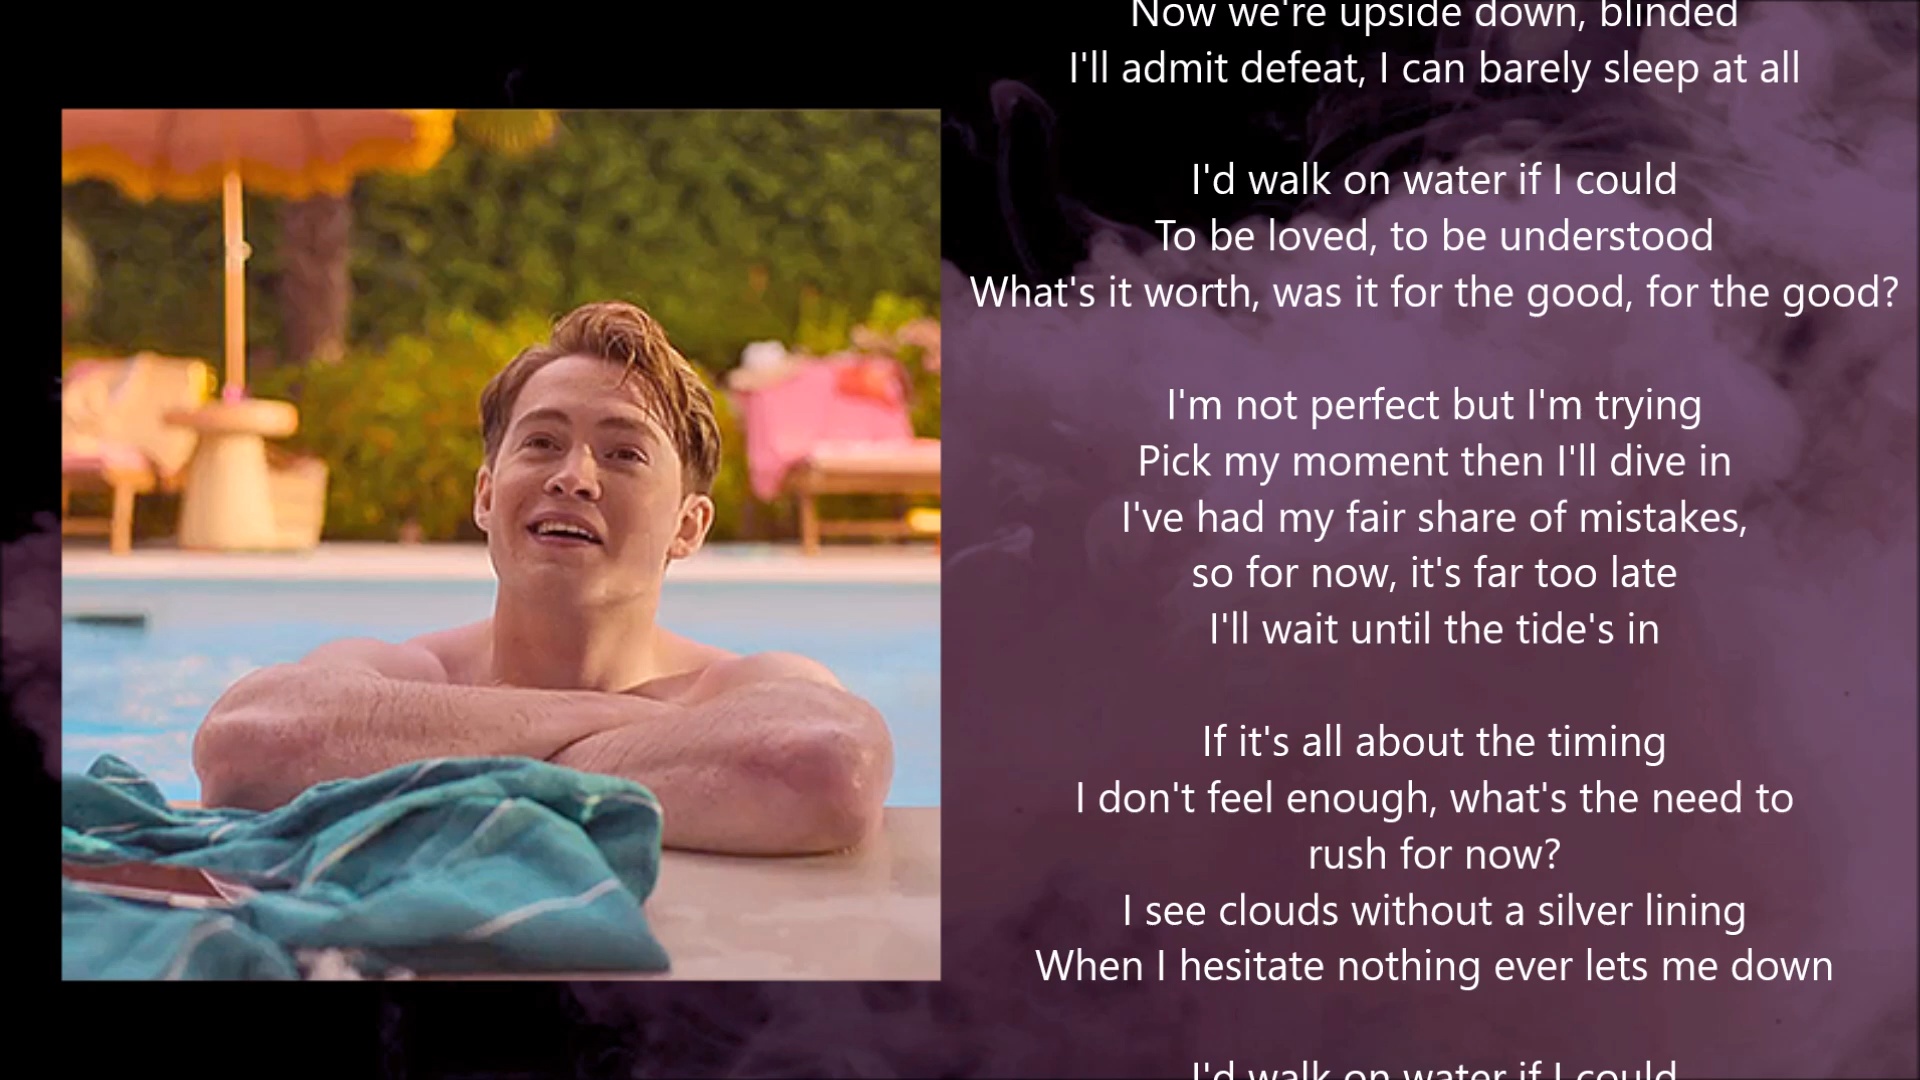 Now we're upside down, blinded
I'll admit defeat, I can barely sleep at all
I'd walk on water if I could
To be loved, to be understood
What's it worth, was it for the good, for the good?
I'm not perfect but I'm trying
Pick my moment then I'll dive in
I've had my fair share of mistakes,
so for now, it's far too late
I'll wait until the tide's in
If it's all about the timing
I don't feel enough, what's the need to
rush for now?
I see clouds without a silver lining
When I hesitate nothing ever lets me down
I'd walk on water if I could